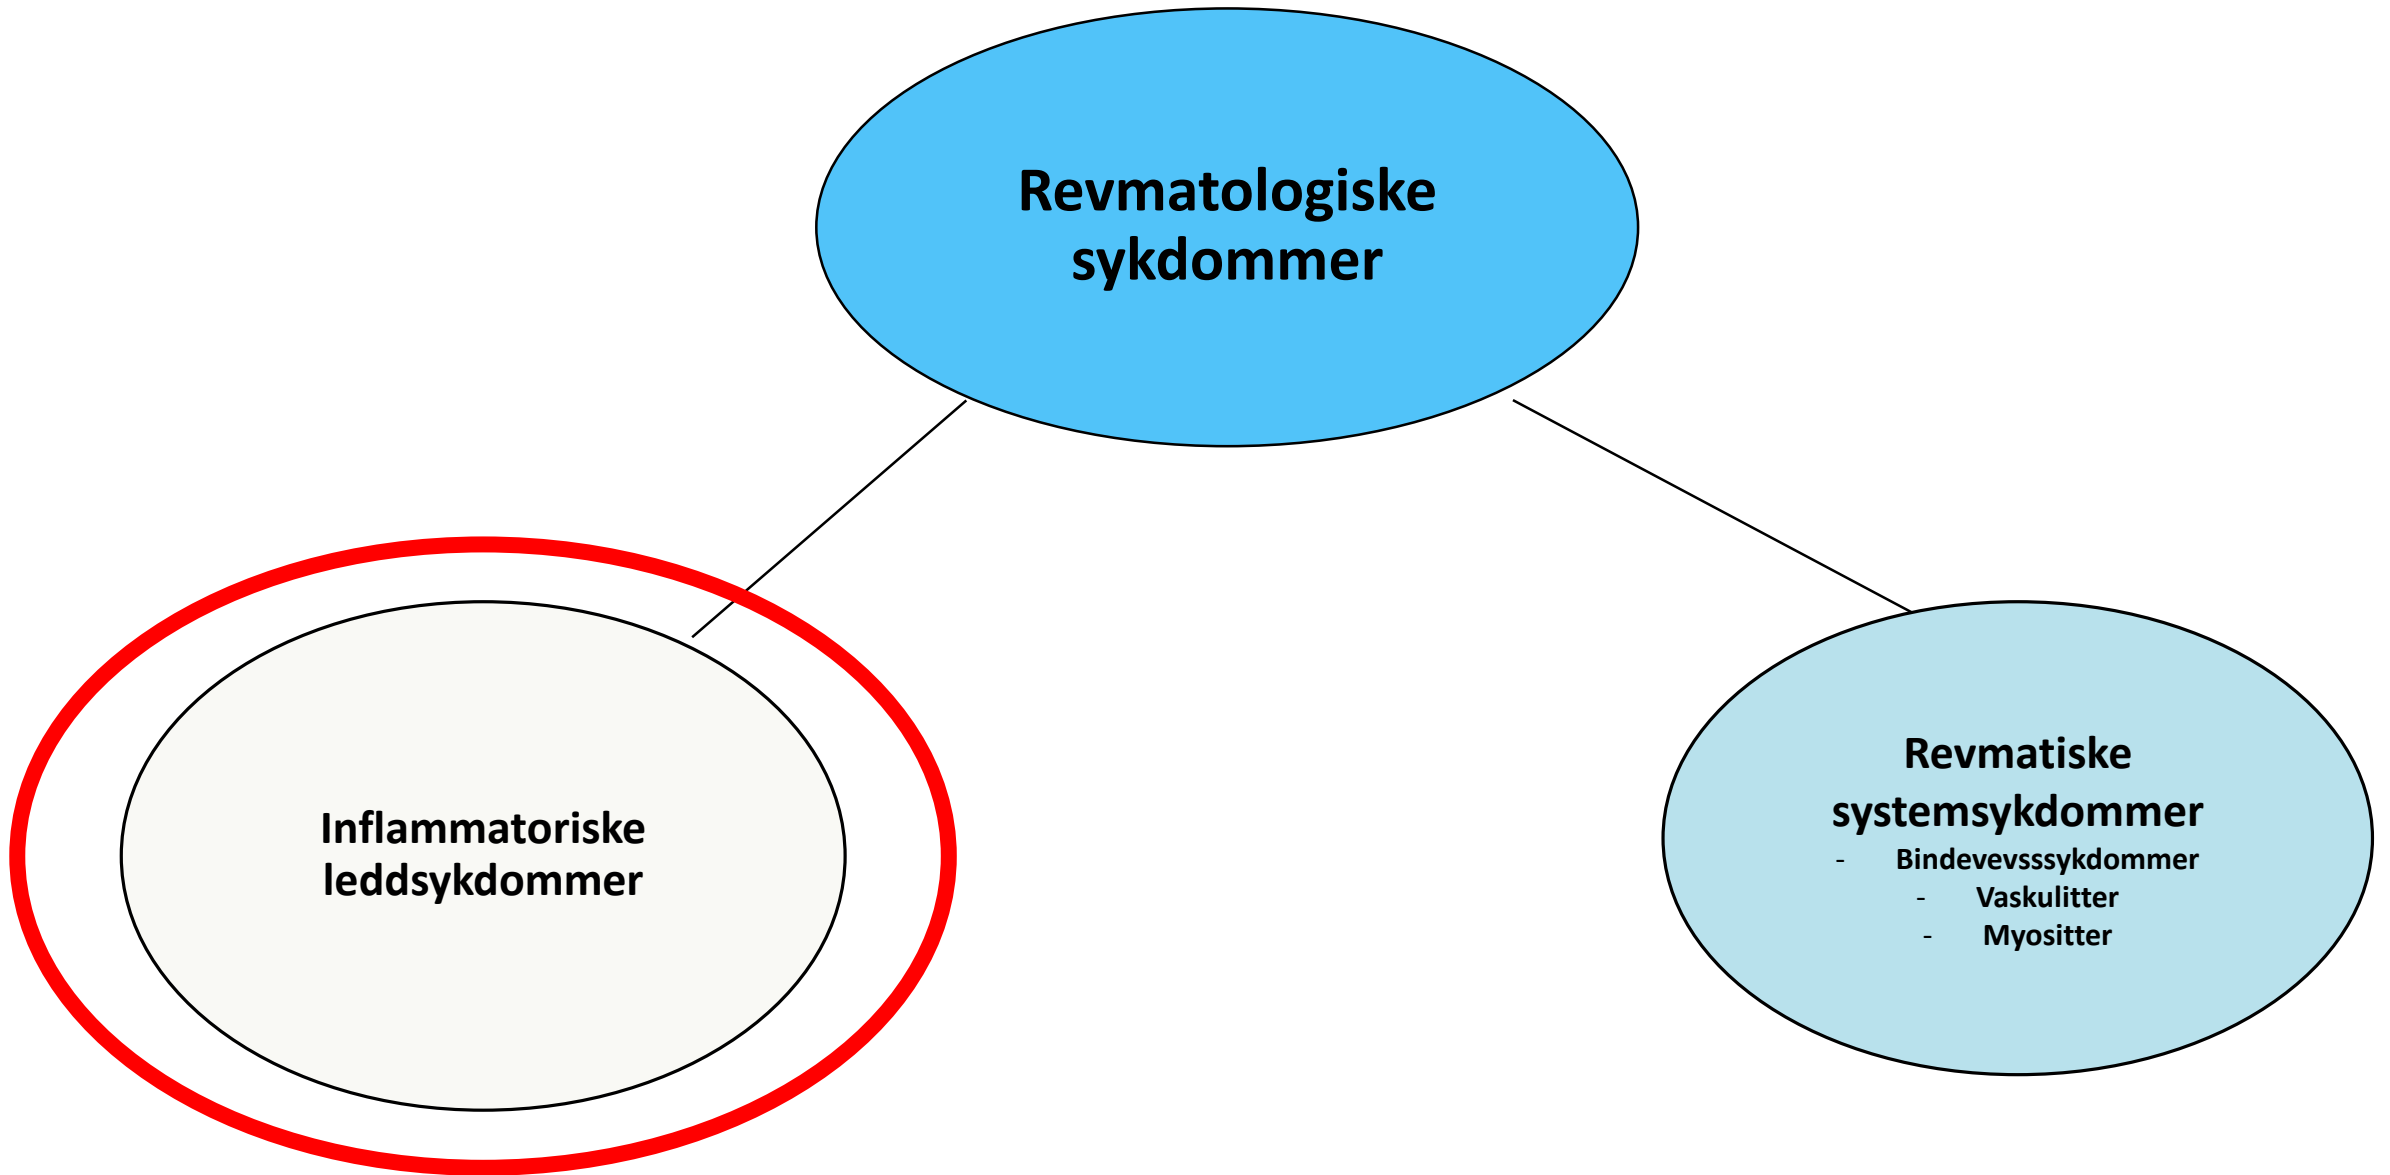 Revmatologiske
sykdommer
Inflammatoriske
leddsykdommer
Revmatiske
systemsykdommer
- Bindevevsssykdommer
- Vaskulitter
- Myositter